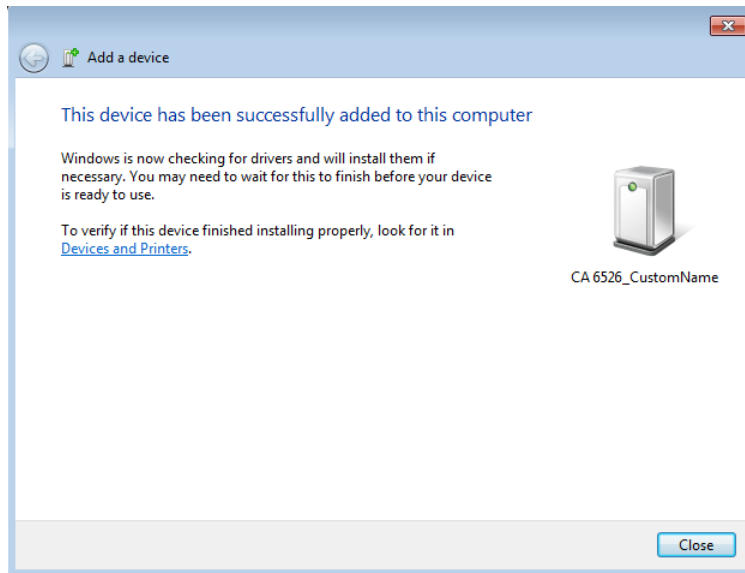 Add a device
This device has been successfully added to this computer
Windows is now checking for drivers and will install them if
necessary. You may need to wait for this to finish before your device
is ready to use.
To verify if this device finished installing properly, look for it in
Devices and Printers.
CA 6526_CustomName
Close